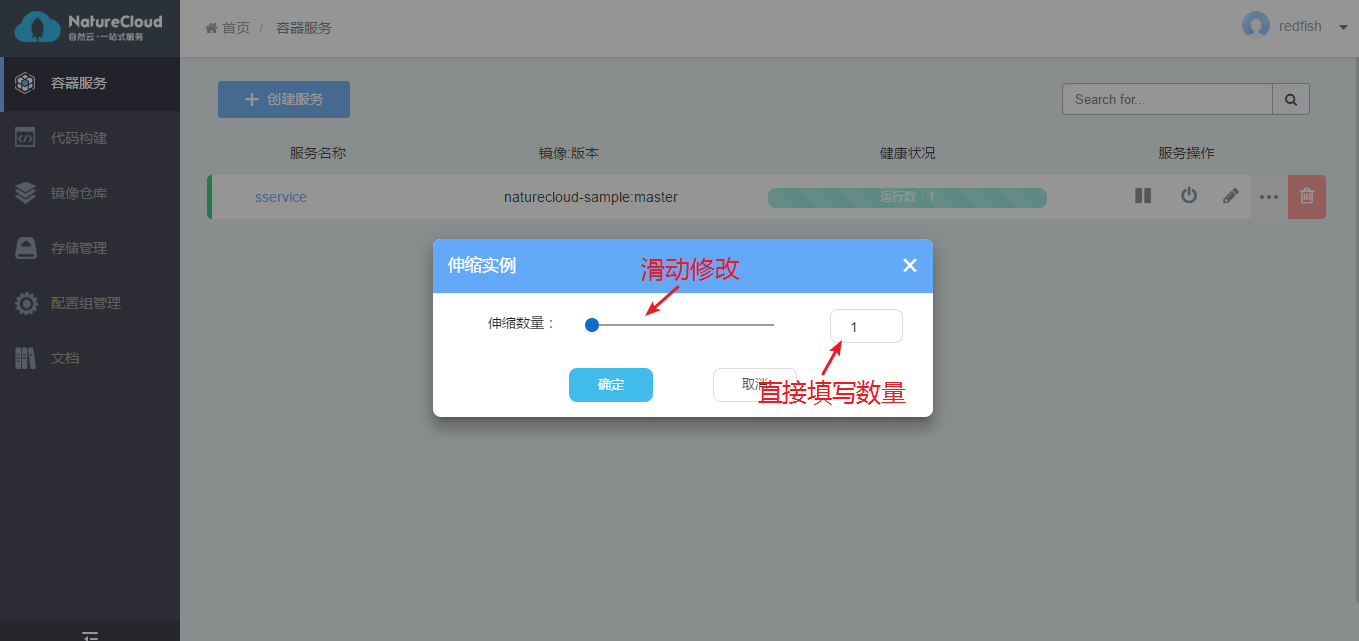 NatureCloud
自然云·一站式服务
首页 / 容器服务
redfish
容器服务
代码构建
镜像仓库
存储管理
配置组管理
文档
创建服务
Search for...
服务名称 镜像:版本 健康状况 服务操作
sservice naturecloud-sample:master 运行数：1
伸缩实例
滑动修改
伸缩数量： 1
确定 取消
直接填写数量